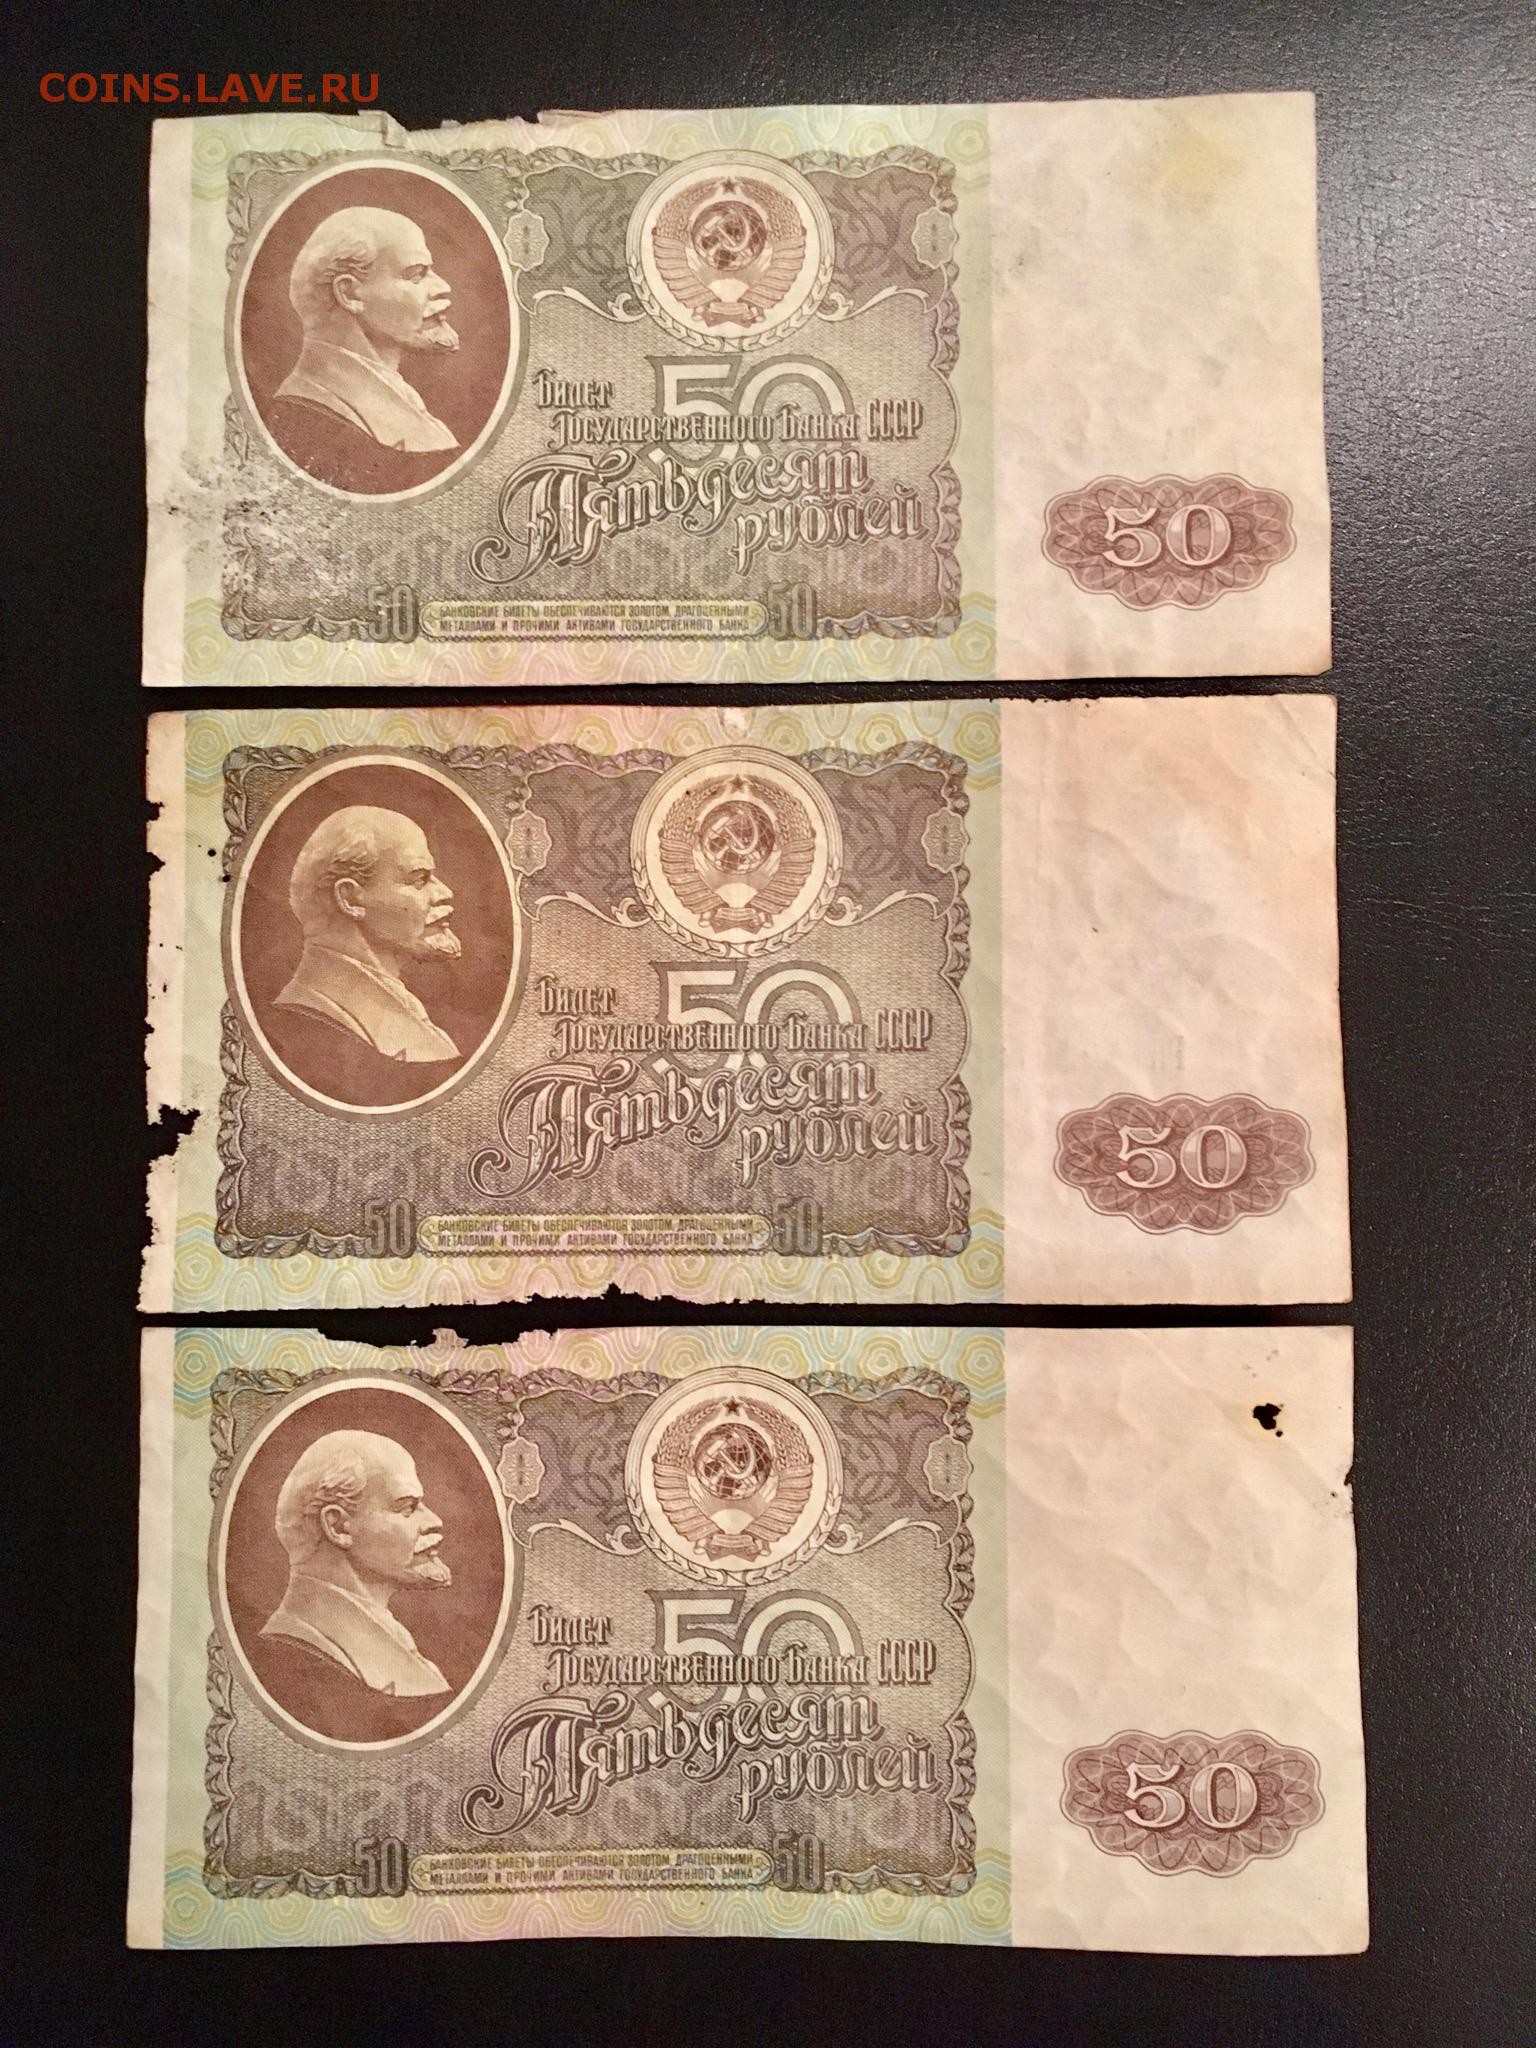 COINS.LAVE.RU
Билет
Государственного Банка СССР
50
Пятьдесят
рублей
50
50
БАНКОВСКИЕ БИЛЕТЫ ОБЕСПЕЧИВАЮТСЯ ЗОЛОТОМ, ДРАГОЦЕННЫМИ
МЕТАЛЛАМИ И ПРОЧИМИ АКТИВАМИ ГОСУДАРСТВЕННОГО БАНКА
50
Билет
Государственного Банка СССР
50
Пятьдесят
рублей
50
50
БАНКОВСКИЕ БИЛЕТЫ ОБЕСПЕЧИВАЮТСЯ ЗОЛОТОМ, ДРАГОЦЕННЫМИ
МЕТАЛЛАМИ И ПРОЧИМИ АКТИВАМИ ГОСУДАРСТВЕННОГО БАНКА
50
Билет
Государственного Банка СССР
50
Пятьдесят
рублей
50
50
БАНКОВСКИЕ БИЛЕТЫ ОБЕСПЕЧИВАЮТСЯ ЗОЛОТОМ, ДРАГОЦЕННЫМИ
МЕТАЛЛАМИ И ПРОЧИМИ АКТИВАМИ ГОСУДАРСТВЕННОГО БАНКА
50